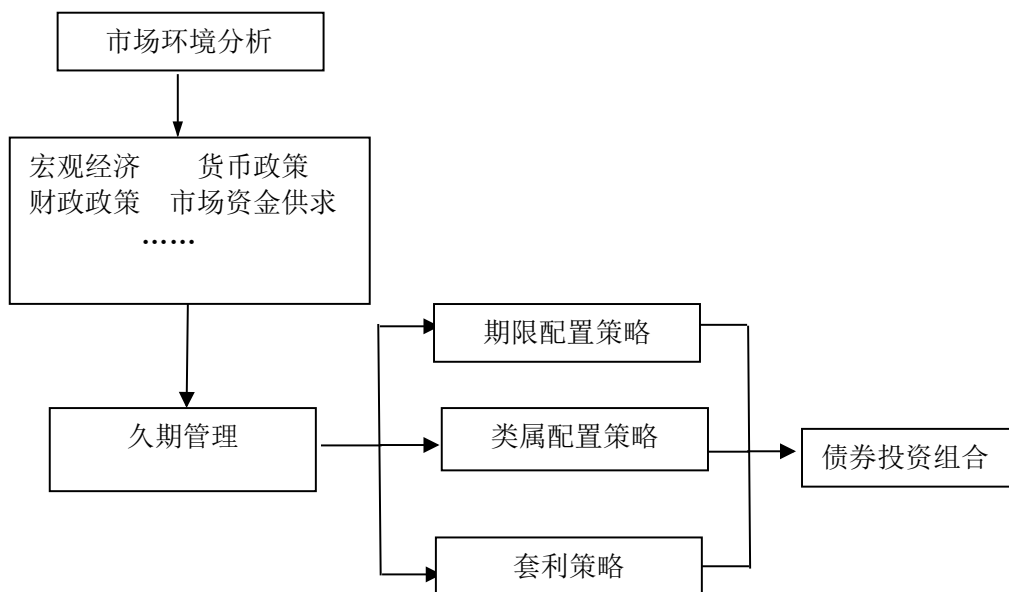 市场环境分析
宏观经济 货币政策
财政政策 市场资金供求
……
期限配置策略
久期管理
类属配置策略
债券投资组合
套利策略